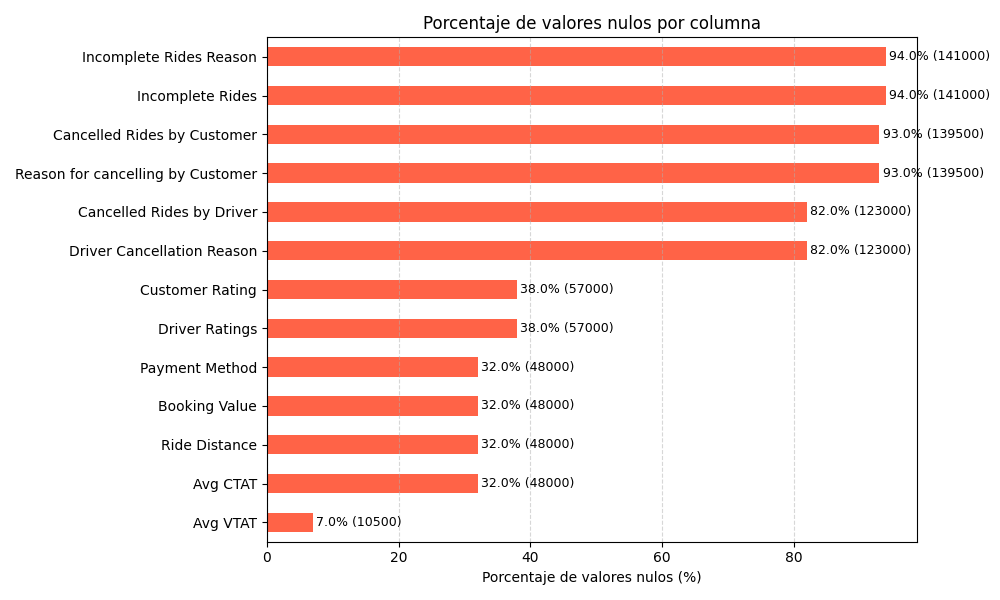 Porcentaje de valores nulos por columna
Incomplete Rides Reason 94.0% (141000)
Incomplete Rides 94.0% (141000)
Cancelled Rides by Customer 93.0% (139500)
Reason for cancelling by Customer 93.0% (139500)
Cancelled Rides by Driver 82.0% (123000)
Driver Cancellation Reason 82.0% (123000)
Customer Rating 38.0% (57000)
Driver Ratings 38.0% (57000)
Payment Method 32.0% (48000)
Booking Value 32.0% (48000)
Ride Distance 32.0% (48000)
Avg CTAT 32.0% (48000)
Avg VTAT 7.0% (10500)
0 20 40 60 80
Porcentaje de valores nulos (%)